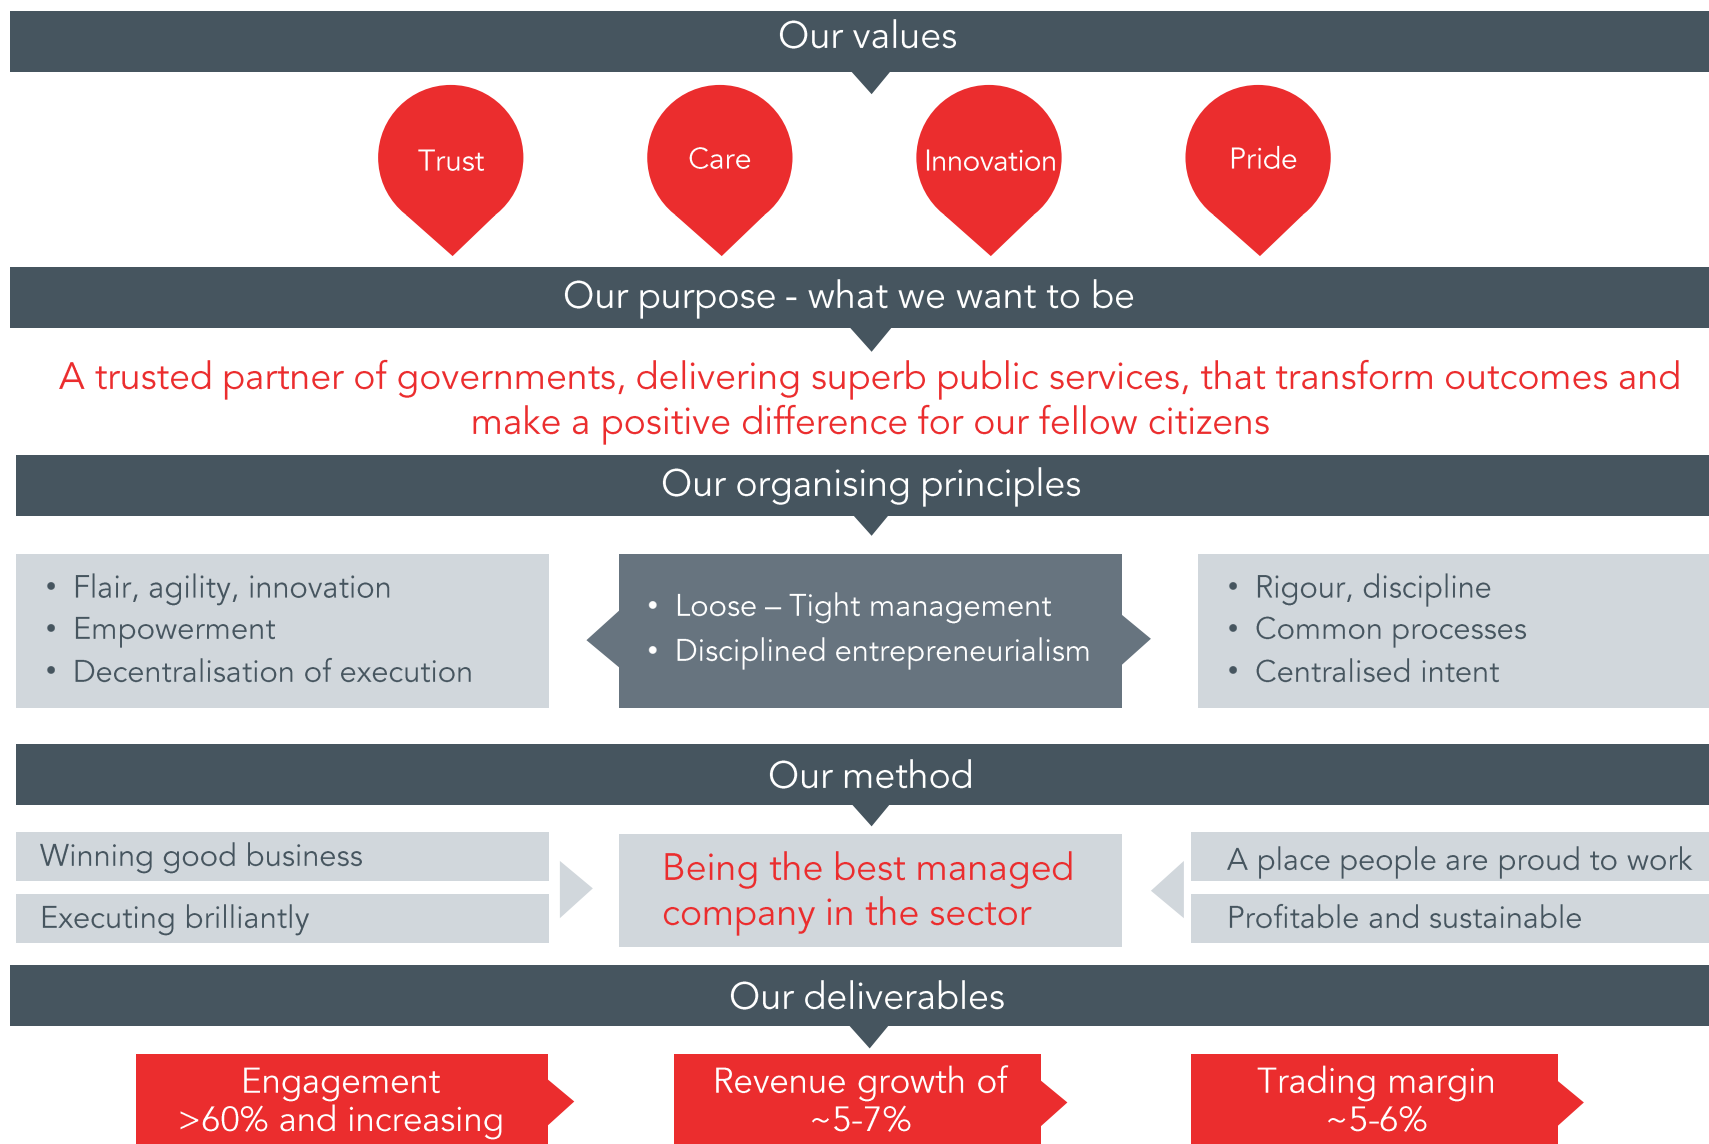 Our values
Trust
Care
Innovation
Pride
Our purpose - what we want to be
A trusted partner of governments, delivering superb public services, that transform outcomes and
make a positive difference for our fellow citizens
Our organising principles
• Flair, agility, innovation
• Empowerment
• Decentralisation of execution
• Loose – Tight management
• Disciplined entrepreneurialism
• Rigour, discipline
• Common processes
• Centralised intent
Our method
Winning good business
Executing brilliantly
Being the best managed
company in the sector
A place people are proud to work
Profitable and sustainable
Our deliverables
Engagement
>60% and increasing
Revenue growth of
~5-7%
Trading margin
~5-6%